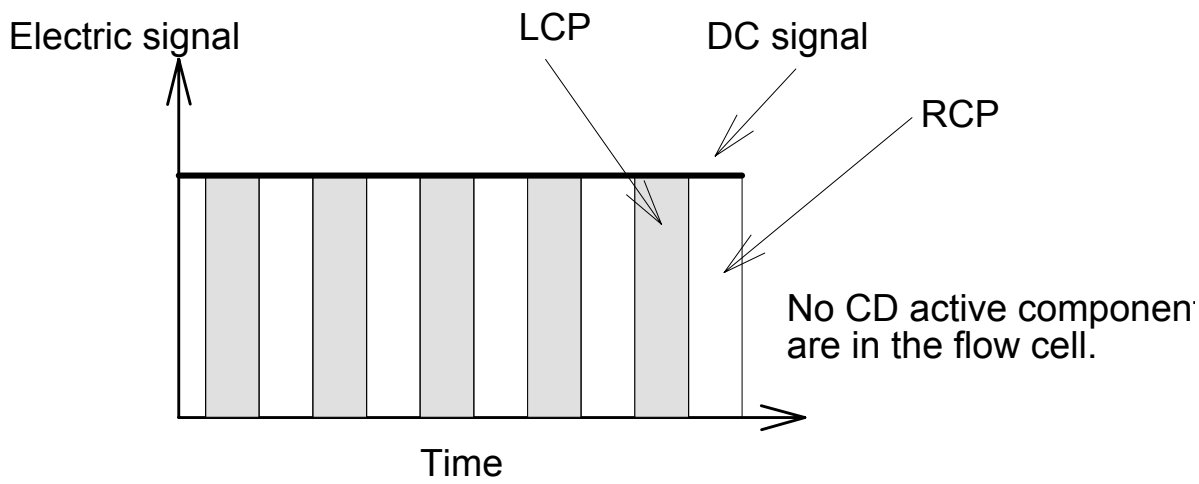 Electric signal
LCP
DC signal
RCP
No CD active component
are in the flow cell.
Time